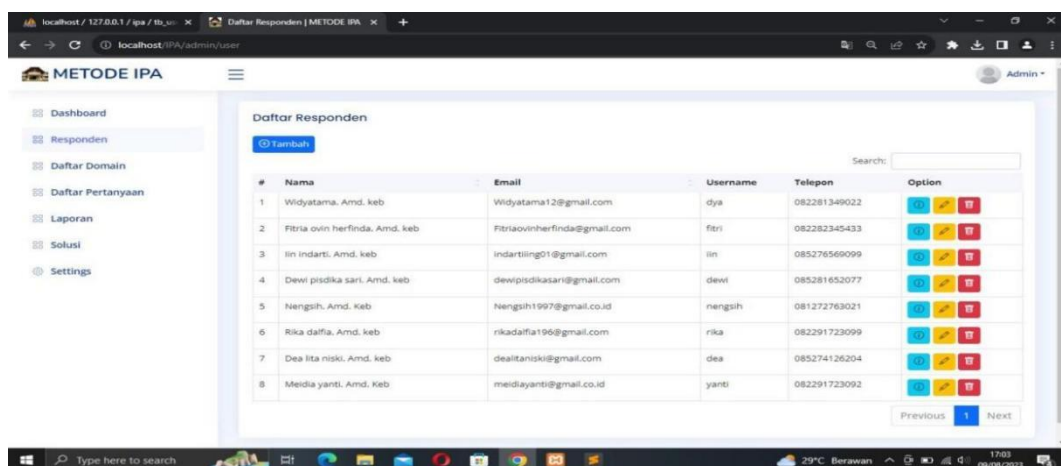 localhost / 127.0.0.1 / ipa / tb_us
Daftar Responden | METODE IPA
localhost/IPA/admin/user
METODE IPA
Admin
Dashboard
Responden
Daftar Domain
Daftar Pertanyaan
Laporan
Solusi
Settings
Daftar Responden
Tambah
Search:
# Nama Email Username Telepon Option
1 Widyatama. Amd. keb Widyatama12@gmail.com dya 082281349022
2 Fitria ovin herfinda. Amd. keb Fitriaovinherfinda@gmail.com fitri 082282345433
3 Iin indarti. Amd. keb indartiiing01@gmail.com iin 085276569099
4 Dewi pisdika sari. Amd. keb dewipisdikasari@gmail.com dewi 085281652077
5 Nengsih. Amd. Keb Nengsih1997@gmail.co.id nengsih 081272763021
6 Rika dalfia. Amd. keb rikadalfia196@gmail.com rika 082291723099
7 Dea lita niski. Amd. keb dealitaniski@gmail.com dea 085274126204
8 Meidia yanti. Amd. Keb meidiayanti@gmail.co.id yanti 082291723092
Previous 1 Next
Type here to search
29°C Berawan
17:03
09/08/2023